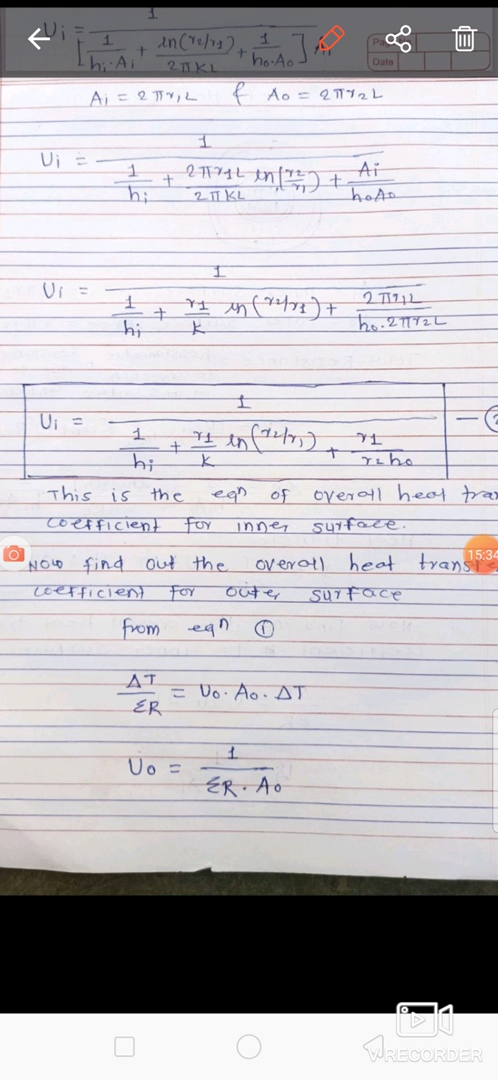 Ui = 1 / [1/hi·Ai + ln(r2/r1)/2πKL + 1/ho·Ao] Ai
Page
Date
Ai = 2πr1L & Ao = 2πr2L
Ui = 1 / (1/hi + 2πr1L/2πKL ln(r2/r1) + Ai/hoAo)
Ui = 1 / (1/hi + r1/K ln(r2/r1) + 2πr1L/ho·2πr2L)
Ui = 1 / (1/hi + r1/K ln(r2/r1) + r1/r2ho) —
This is the eqn of overall heat tran
coefficient for inner surface.
15:34
Now find out the overall heat transfe
coefficient for outer surface
from eqn ①
ΔT/ΣR = Uo·Ao·ΔT
Uo = 1/ΣR·Ao
V RECORDER